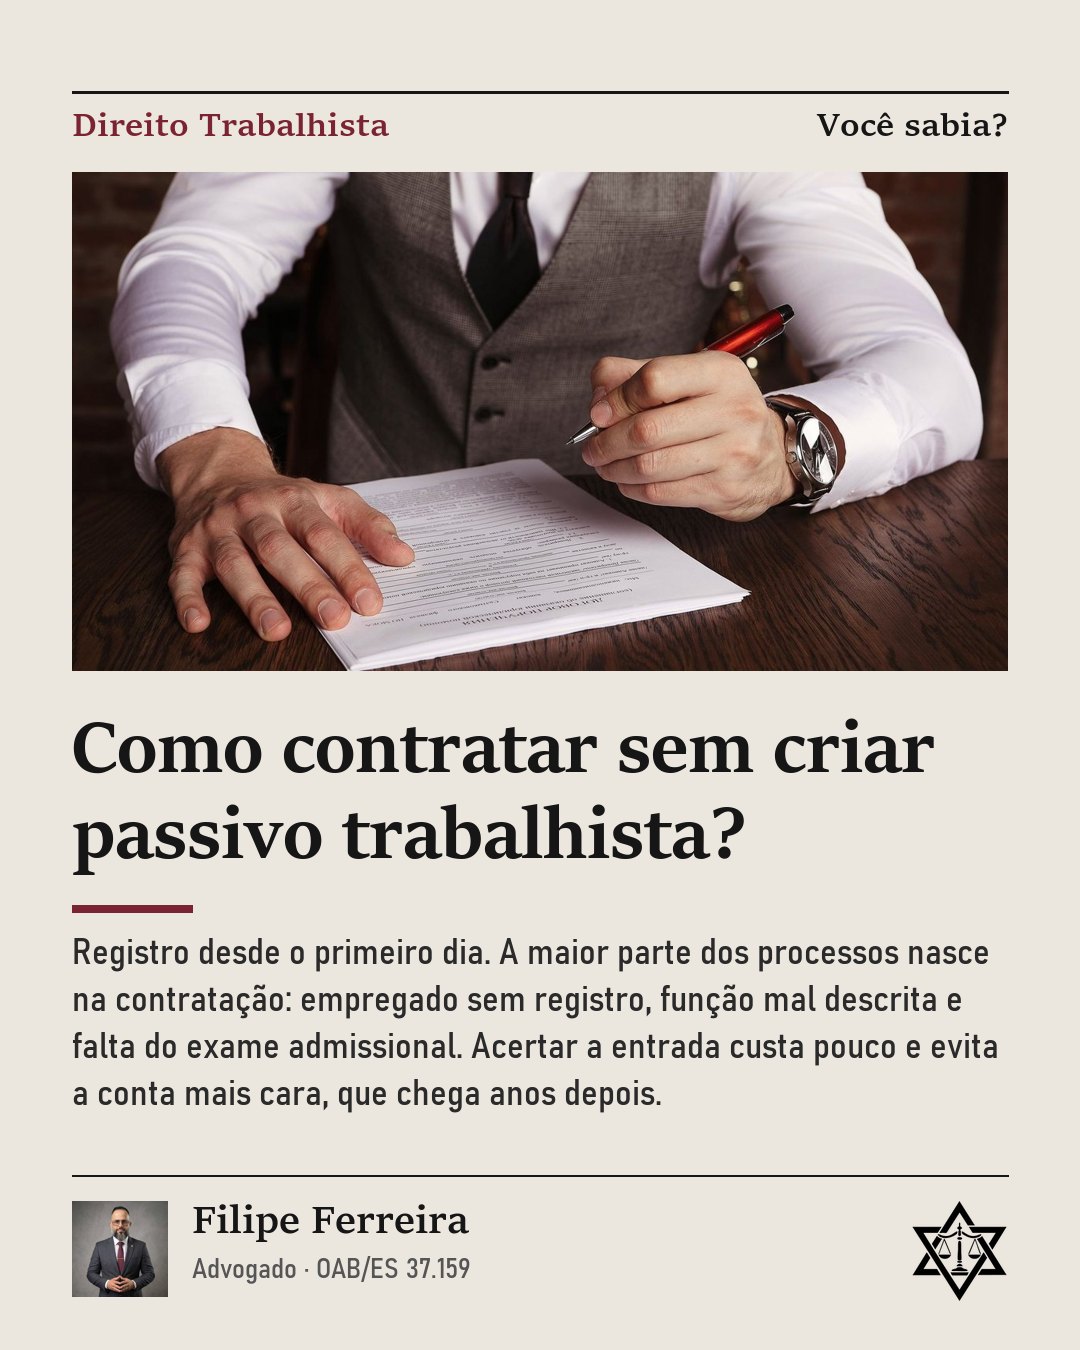 Direito Trabalhista
Você sabia?
ДОГОВОР ПОРУЧЕНИЯ
Como contratar sem criar
passivo trabalhista?
Registro desde o primeiro dia. A maior parte dos processos nasce
na contratação: empregado sem registro, função mal descrita e
falta do exame admissional. Acertar a entrada custa pouco e evita
a conta mais cara, que chega anos depois.
Filipe Ferreira
Advogado · OAB/ES 37.159